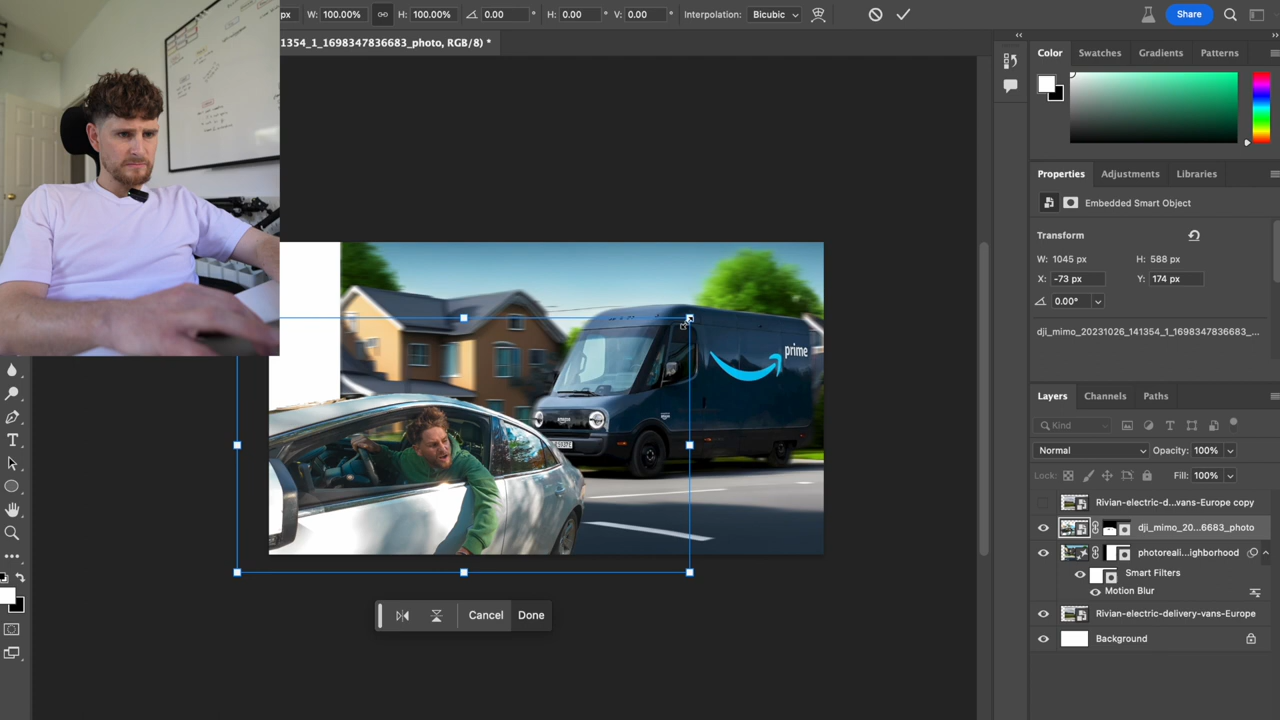 px W: 100.00% H: 100.00% 0.00 ° H: 0.00 ° V: 0.00 ° Interpolation: Bicubic Share
1354_1_1698347836683_photo, RGB/8) *
Color Swatches Gradients Patterns
Properties Adjustments Libraries
Embedded Smart Object
Transform
W: 1045 px H: 588 px
X: -73 px Y: 174 px
0.00°
dji_mimo_20231026_141354_1_1698347836683_...
prime
Layers Channels Paths
Kind
Normal Opacity: 100%
Lock: Fill: 100%
Rivian-electric-d...vans-Europe copy
dji_mimo_20...6683_photo
photoreali...ighborhood
Smart Filters
Motion Blur
Rivian-electric-delivery-vans-Europe
Background
Cancel Done